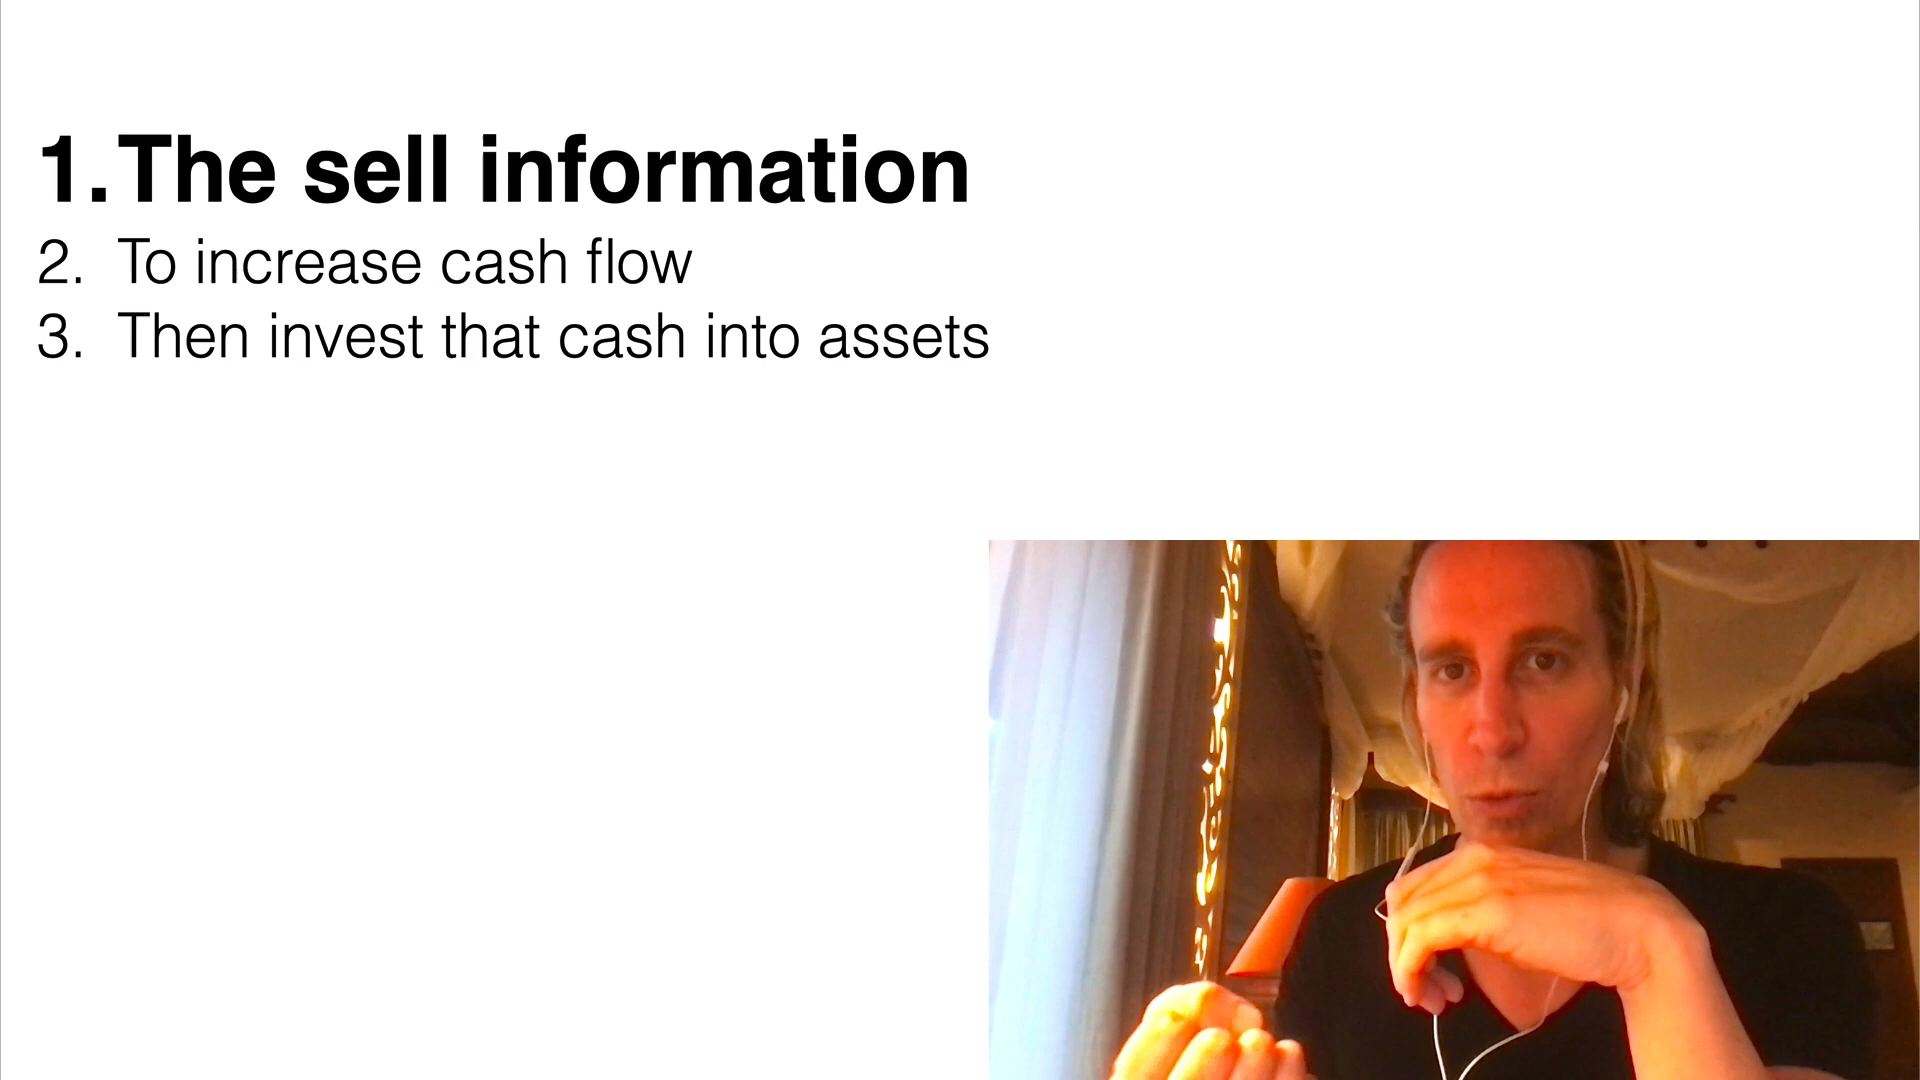 1. The sell information
2. To increase cash flow
3. Then invest that cash into assets